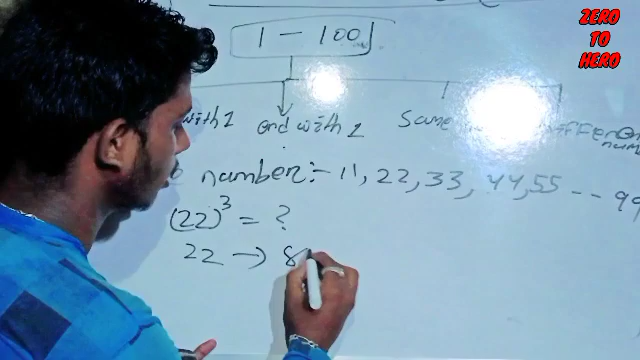 ZERO
TO
HERO
1 - 100
with 1 end with 1 Same
number:- 11, 22, 33, 44, 55 -- 99
(22)³ = ?
22 → 8